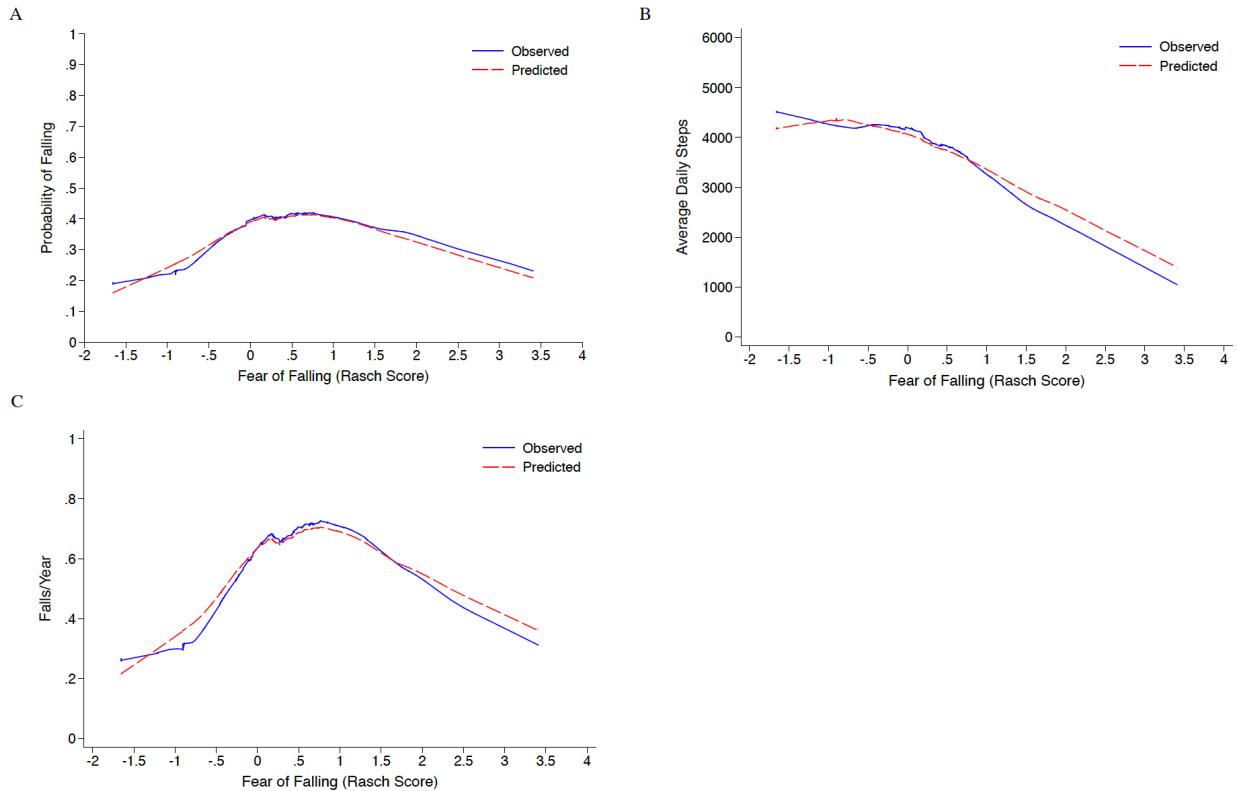 A
1
.9
.8
.7
.6
.5
.4
.3
.2
.1
0
Probability of Falling
Observed
Predicted
-2 -1.5 -1 -.5 0 .5 1 1.5 2 2.5 3 3.5 4
Fear of Falling (Rasch Score)
B
6000
5000
4000
3000
2000
1000
0
Average Daily Steps
Observed
Predicted
-2 -1.5 -1 -.5 0 .5 1 1.5 2 2.5 3 3.5 4
Fear of Falling (Rasch Score)
C
1
.8
.6
.4
.2
0
Falls/Year
Observed
Predicted
-2 -1.5 -1 -.5 0 .5 1 1.5 2 2.5 3 3.5 4
Fear of Falling (Rasch Score)